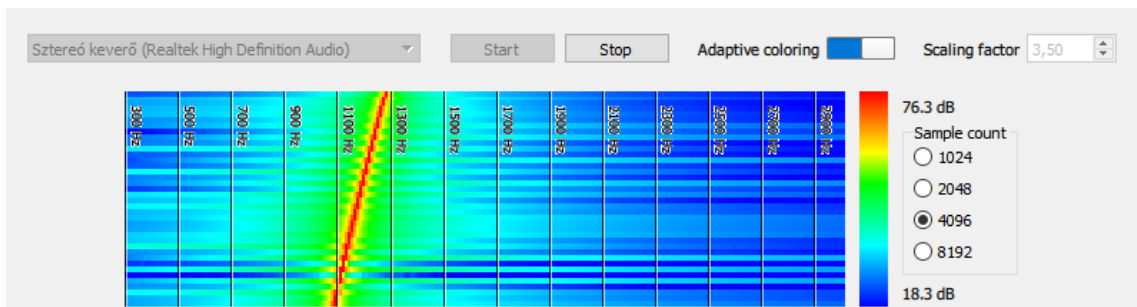 Sztereó keverő (Realtek High Definition Audio) Start Stop Adaptive coloring Scaling factor 3,50
300 Hz
500 Hz
700 Hz
900 Hz
1100 Hz
1300 Hz
1500 Hz
1700 Hz
1900 Hz
2100 Hz
2300 Hz
2500 Hz
2700 Hz
2900 Hz
76.3 dB
Sample count
1024
2048
4096
8192
18.3 dB